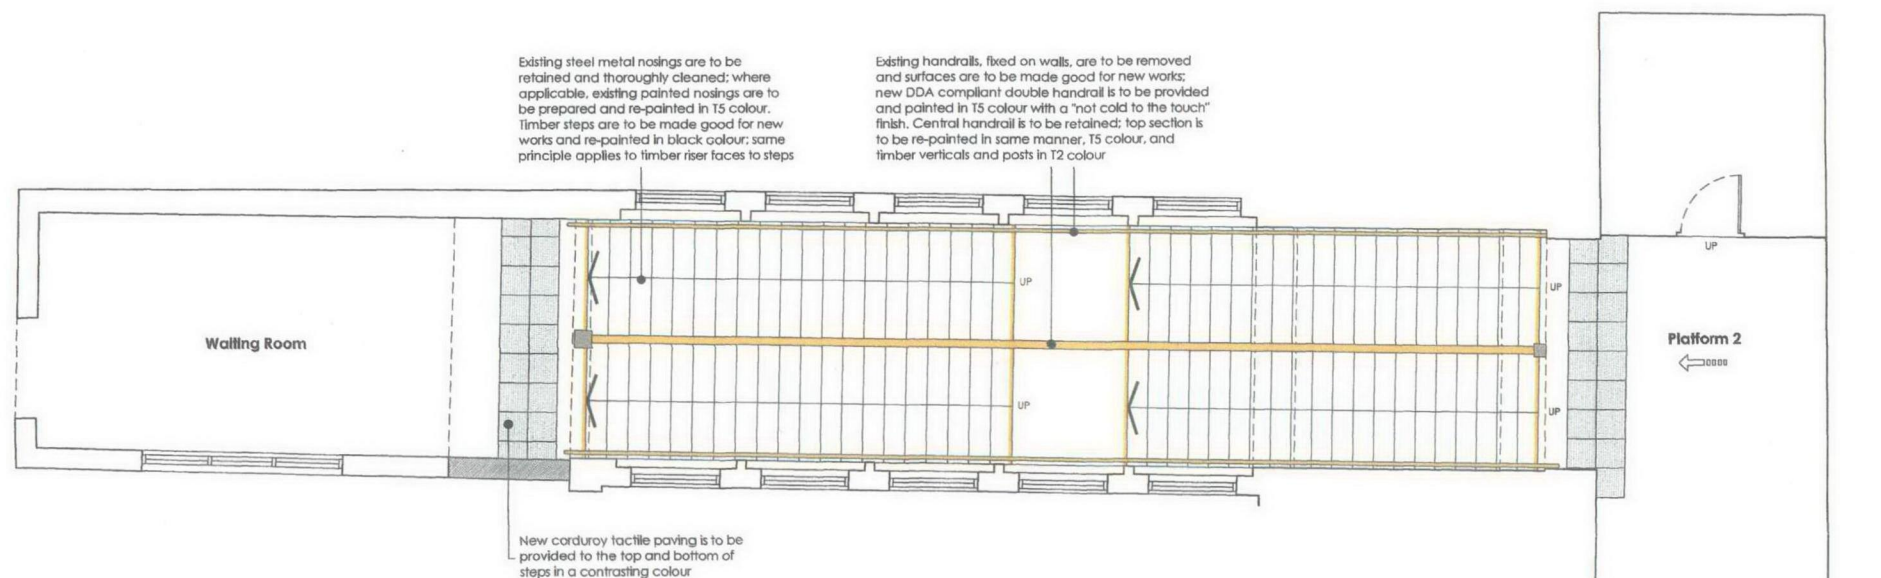 Existing steel metal nosings are to be
retained and thoroughly cleaned; where
applicable, existing painted nosings are to
be prepared and re-painted in T5 colour.
Timber steps are to be made good for new
works and re-painted in black colour; same
principle applies to timber riser faces to steps
Existing handrails, fixed on walls, are to be removed
and surfaces are to be made good for new works;
new DDA compliant double handrail is to be provided
and painted in T5 colour with a "not cold to the touch"
finish. Central handrail is to be retained; top section is
to be re-painted in same manner, T5 colour, and
timber verticals and posts in T2 colour
UP
UP
UP
Waiting Room
Platform 2
UP
UP
New corduroy tactile paving is to be
provided to the top and bottom of
steps in a contrasting colour